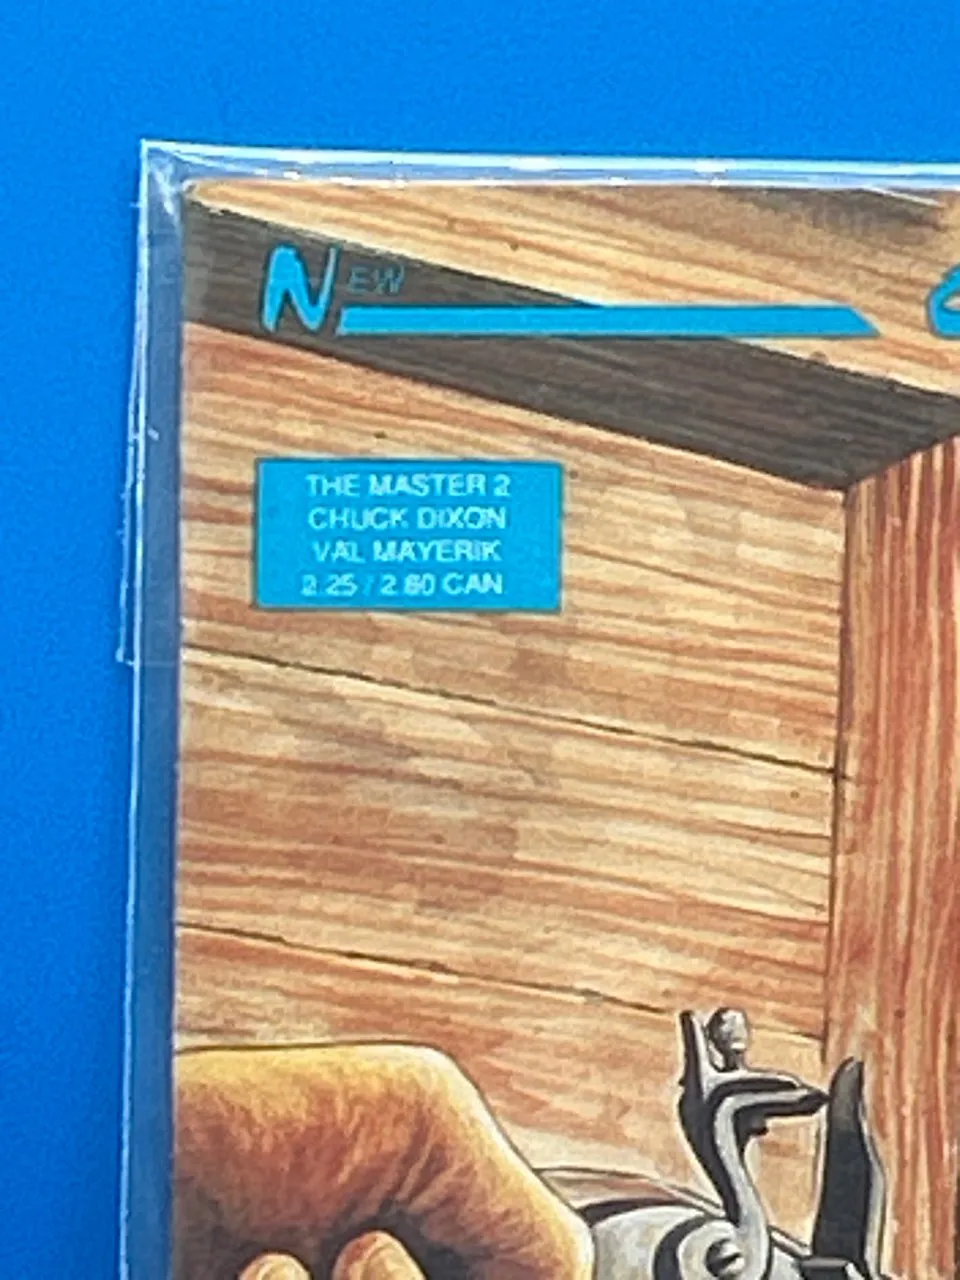 NEW
THE MASTER 2
CHUCK DIXON
VAL MAYERIK
2.25 / 2.80 CAN